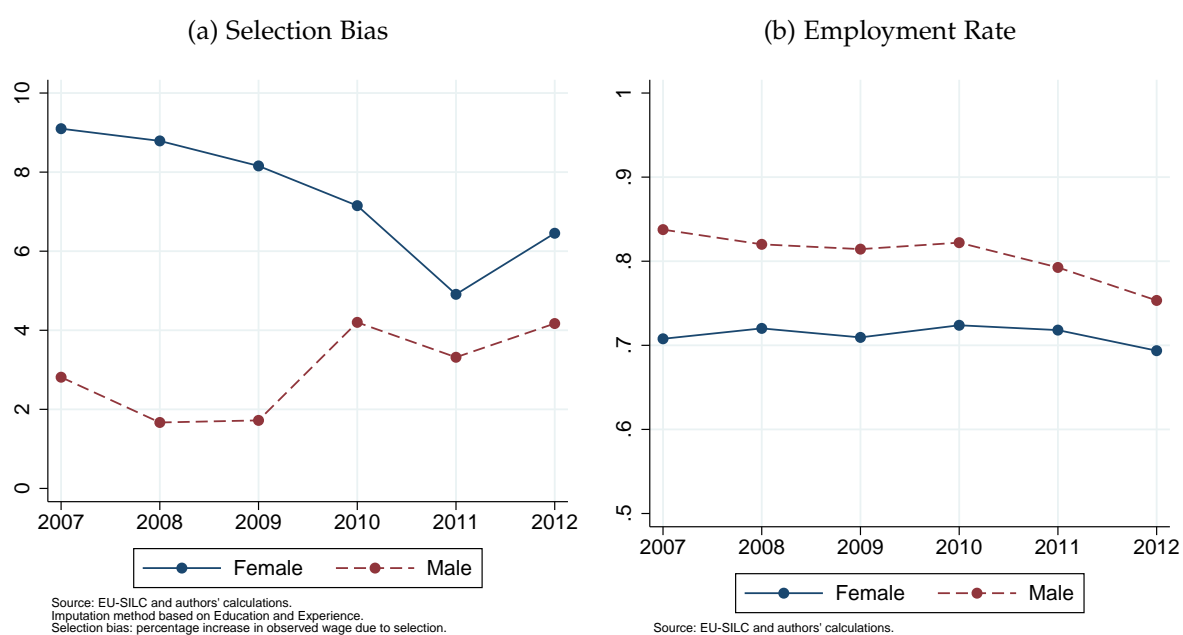 (a) Selection Bias
10
8
6
4
2
0
2007 2008 2009 2010 2011 2012
Female Male
Source: EU-SILC and authors' calculations.
Imputation method based on Education and Experience.
Selection bias: percentage increase in observed wage due to selection.
(b) Employment Rate
1
.9
.8
.7
.6
.5
2007 2008 2009 2010 2011 2012
Female Male
Source: EU-SILC and authors' calculations.